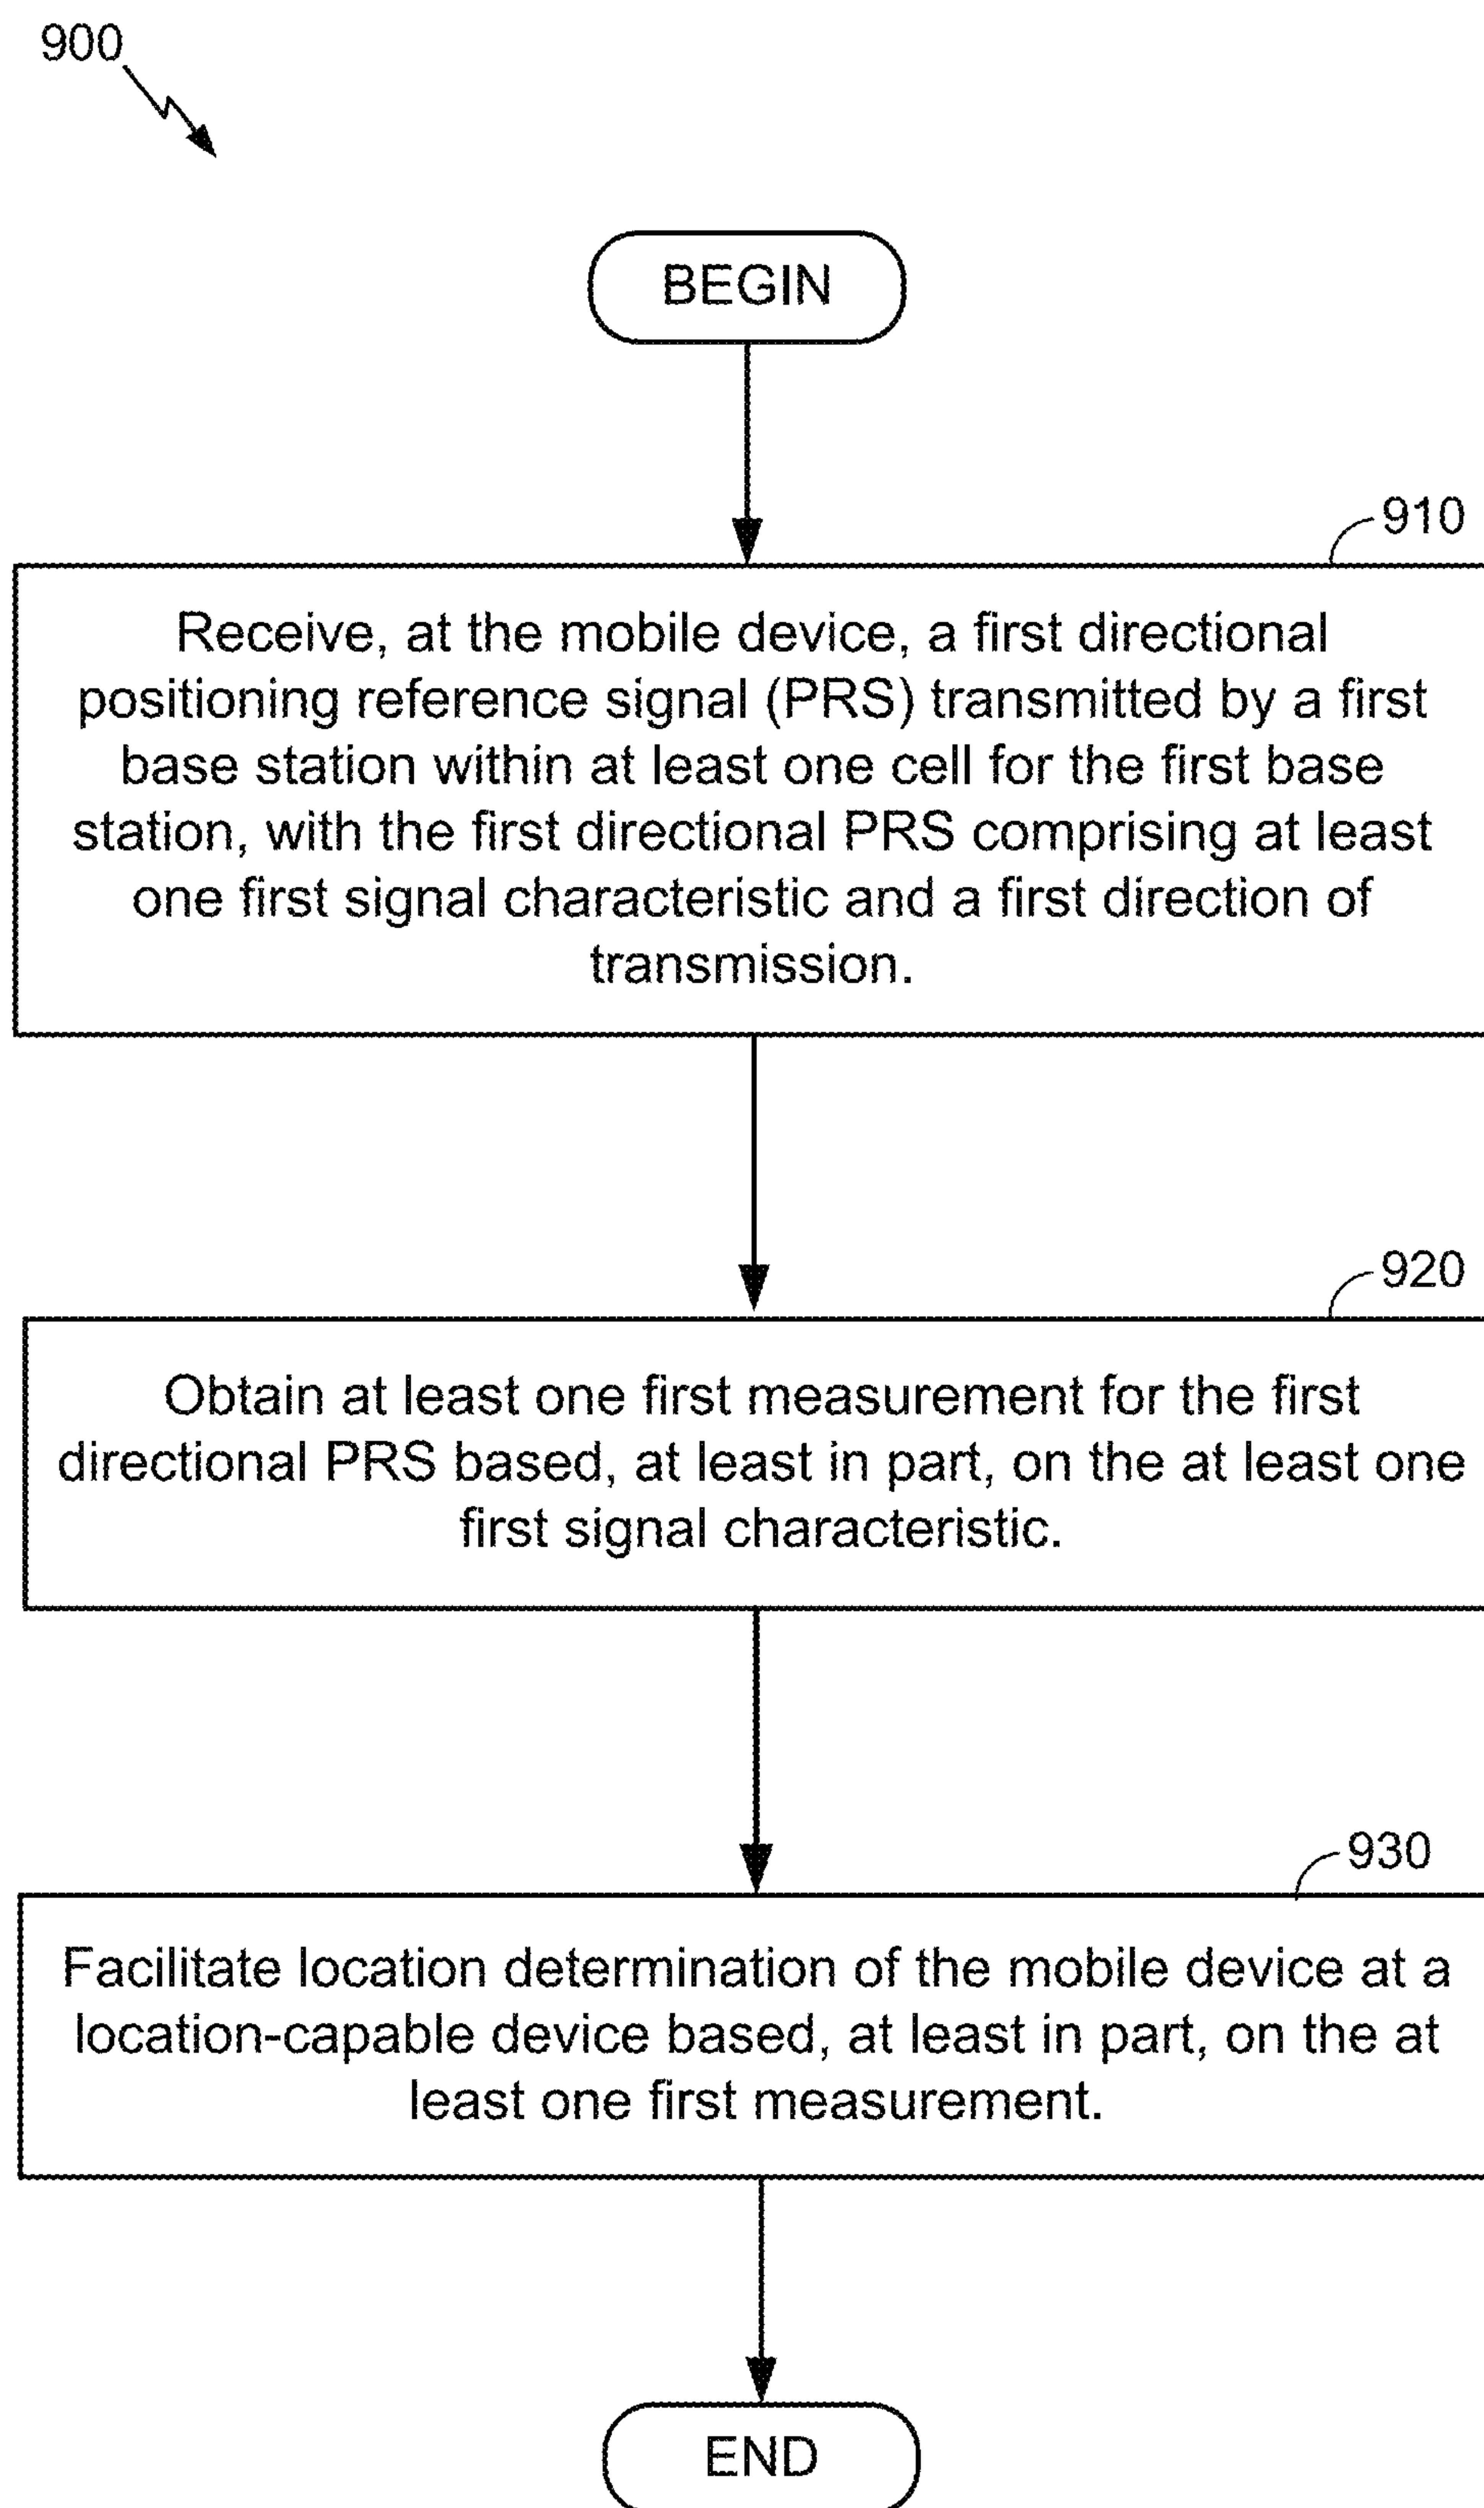 900
BEGIN
910
Receive, at the mobile device, a first directional
positioning reference signal (PRS) transmitted by a first
base station within at least one cell for the first base
station, with the first directional PRS comprising at least
one first signal characteristic and a first direction of
transmission.
920
Obtain at least one first measurement for the first
directional PRS based, at least in part, on the at least one
first signal characteristic.
930
Facilitate location determination of the mobile device at a
location-capable device based, at least in part, on the at
least one first measurement.
END